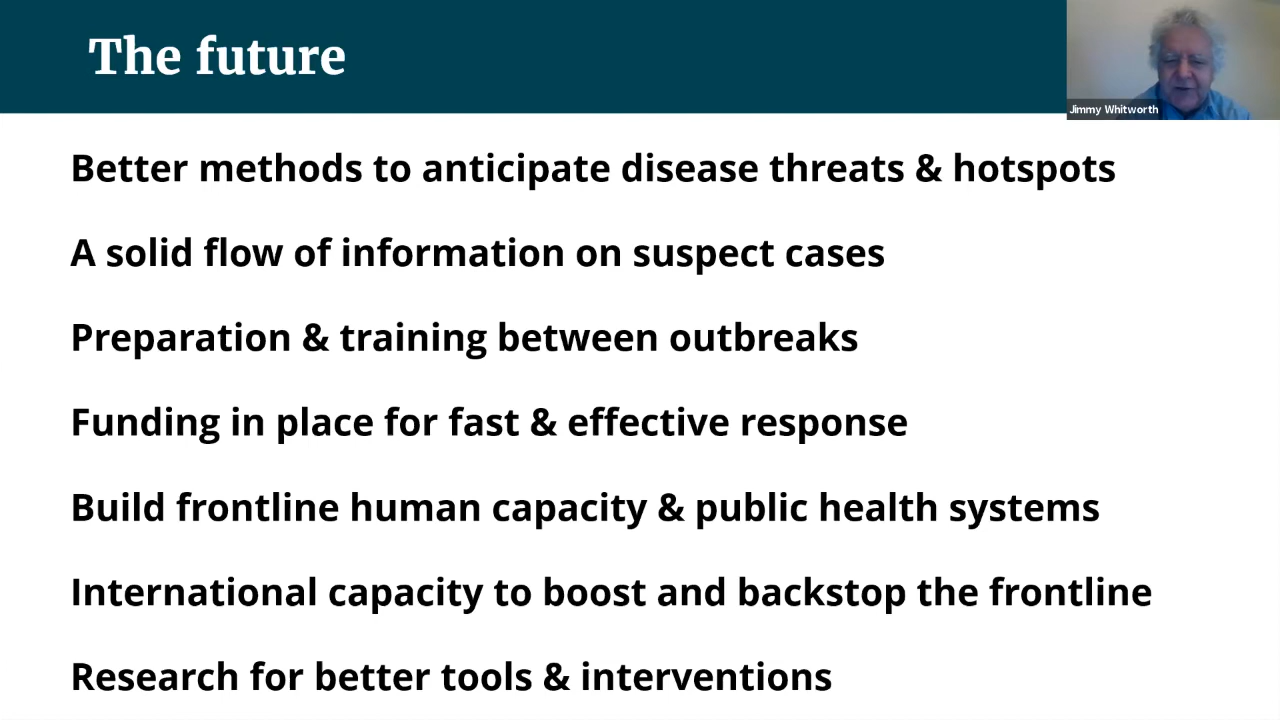 The future
Jimmy Whitworth
Better methods to anticipate disease threats & hotspots
A solid flow of information on suspect cases
Preparation & training between outbreaks
Funding in place for fast & effective response
Build frontline human capacity & public health systems
International capacity to boost and backstop the frontline
Research for better tools & interventions